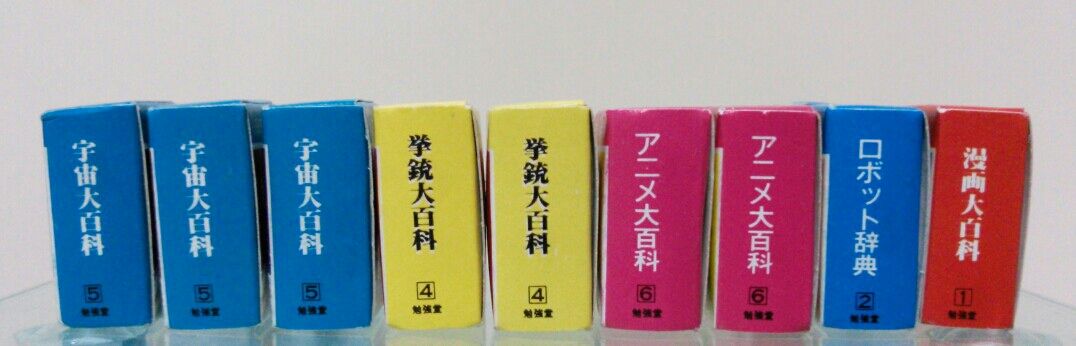 宇宙大百科
5
勉強堂
宇宙大百科
5
勉強堂
宇宙大百科
5
勉強堂
拳銃大百科
4
勉強堂
拳銃大百科
4
勉強堂
アニメ大百科
6
勉強堂
アニメ大百科
6
勉強堂
ロボット辞典
2
勉強堂
漫画大百科
1
勉強堂